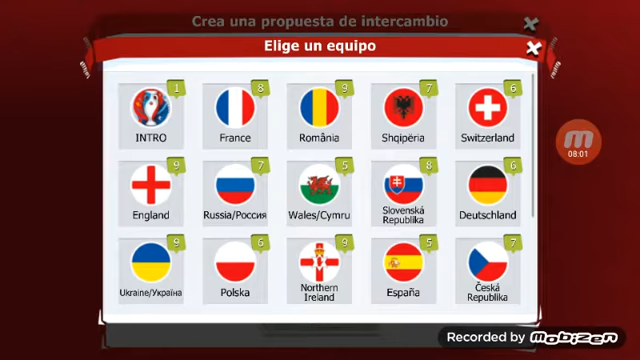 Crea una propuesta de intercambio
Elige un equipo
1
8
9
7
6
INTRO
France
România
Shqipëria
Switzerland
9
7
5
8
6
England
Russia/Россия
Wales/Cymru
Slovenská
Republika
Deutschland
9
6
9
5
7
Ukraine/Україна
Polska
Northern
Ireland
España
Česká
Republika
08:01
Recorded by
mobizen